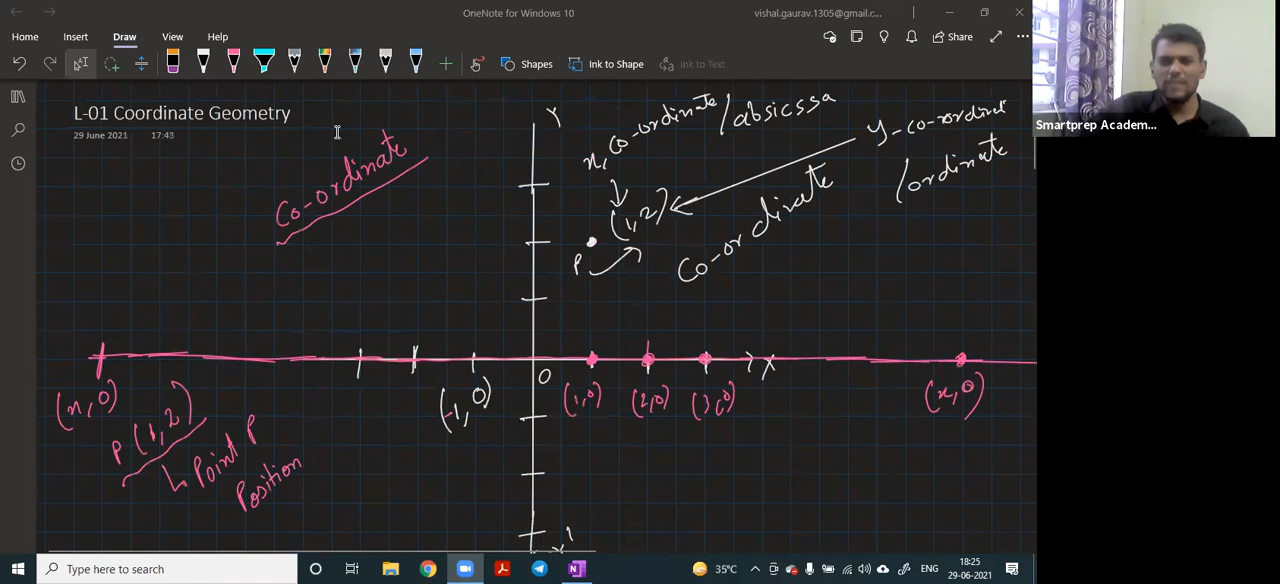 OneNote for Windows 10
vishal.gaurav.1305@gmail.c...
Home Insert Draw View Help
Share
Shapes Ink to Shape Ink to Text
L-01 Coordinate Geometry
29 June 2021 17:43
Smartprep Academ...
Co-ordinate
Y
x, co-ordinate / absicssa
y-co-ordinate
/ordinate
(1,2)
P
Co-ordinate
0
X
(x,0)
(-1,0)
(1,0)
(2,0)
(3,0)
(x,0)
P (1,2)
↳ Point P
Position
Y'
Type here to search
35°C
ENG
18:25
29-06-2021